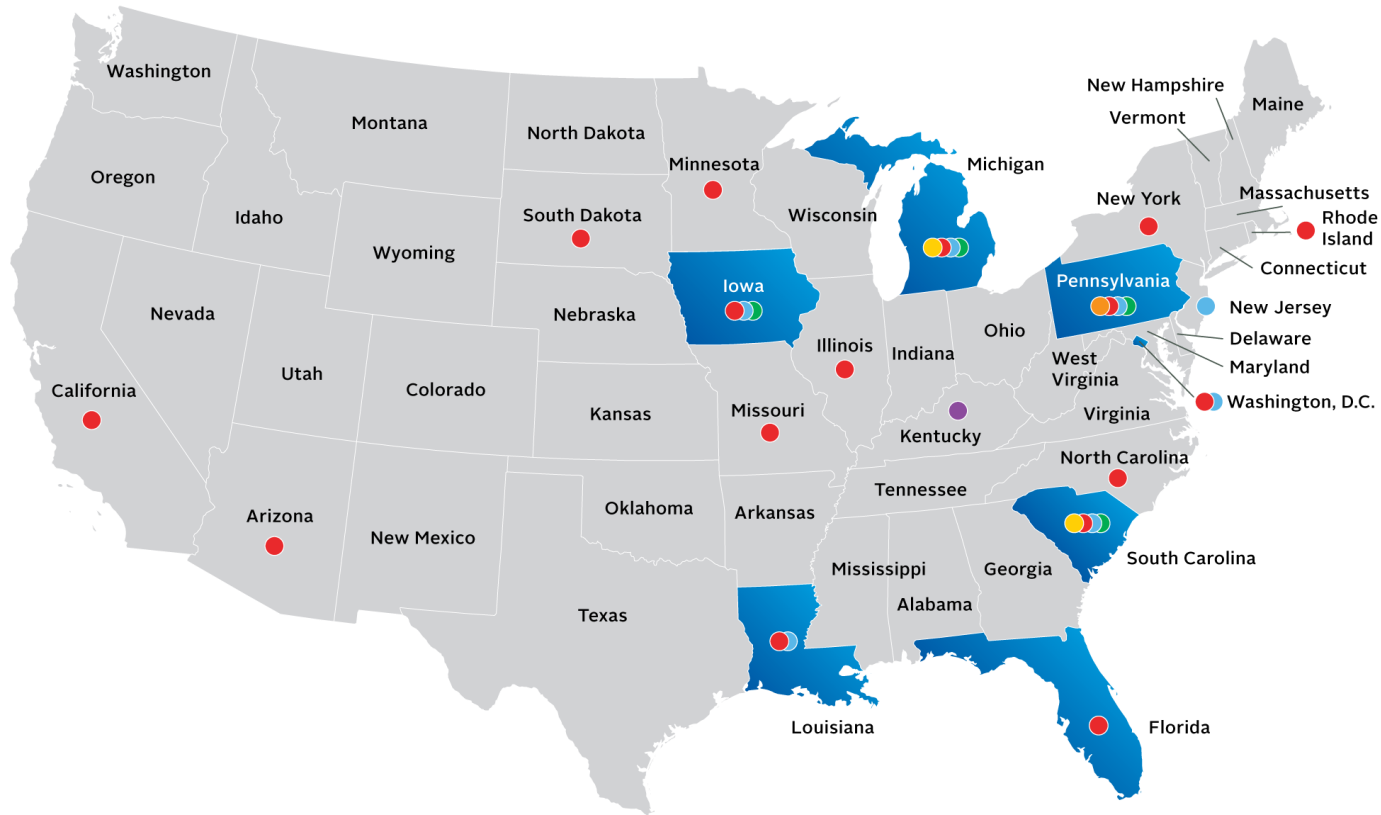 Washington
Montana
North Dakota
Minnesota
Michigan
New Hampshire
Vermont
Maine
Oregon
Idaho
South Dakota
Wisconsin
New York
Massachusetts
Rhode
Island
Wyoming
Connecticut
Iowa
Pennsylvania
New Jersey
Nevada
Nebraska
Illinois
Indiana
Ohio
Delaware
Maryland
West
Virginia
Utah
Colorado
California
Kansas
Missouri
Kentucky
Virginia
Washington, D.C.
North Carolina
Tennessee
Arizona
New Mexico
Oklahoma
Arkansas
South Carolina
Mississippi
Georgia
Alabama
Texas
Louisiana
Florida